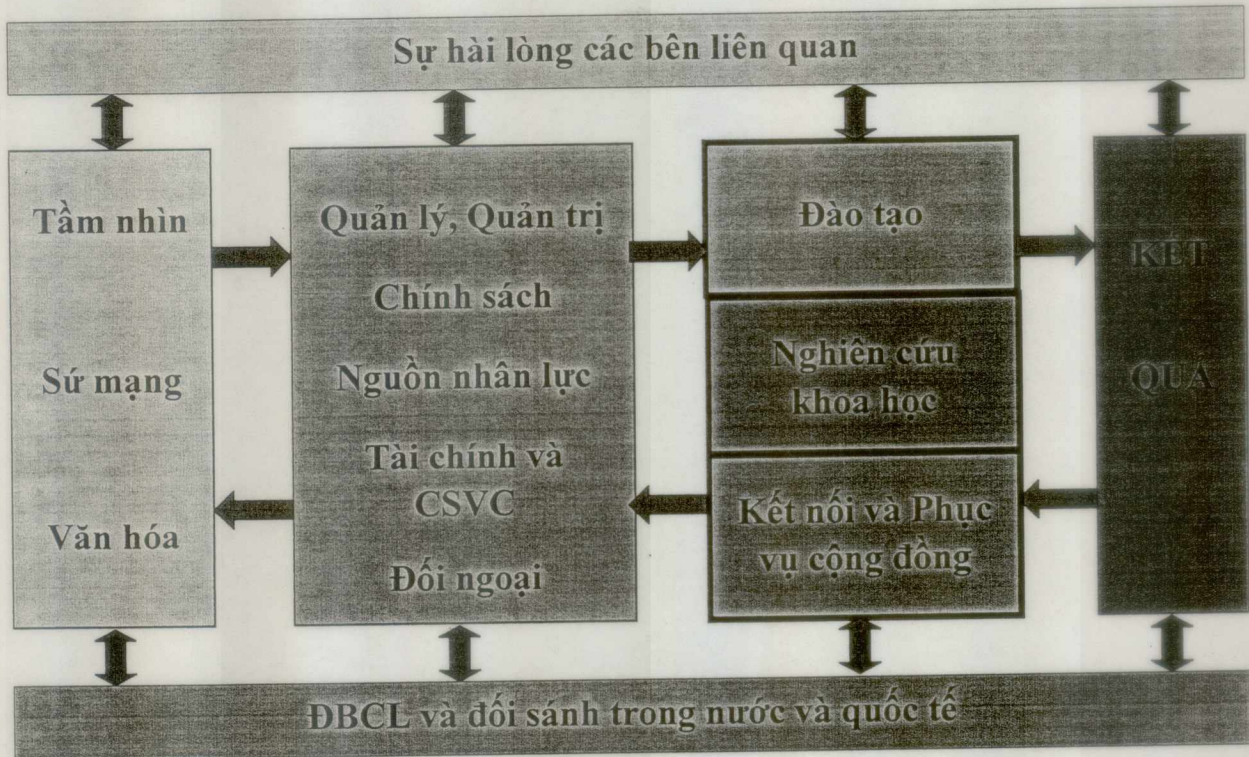 Sự hài lòng các bên liên quan
Tầm nhìn
Sứ mạng
Văn hóa
Quản lý, Quản trị
Chính sách
Nguồn nhân lực
Tài chính và
CSVC
Đối ngoại
Đào tạo
Nghiên cứu
khoa học
Kết nối và Phục
vụ cộng đồng
KẾT
QUẢ
ĐBCL và đối sánh trong nước và quốc tế